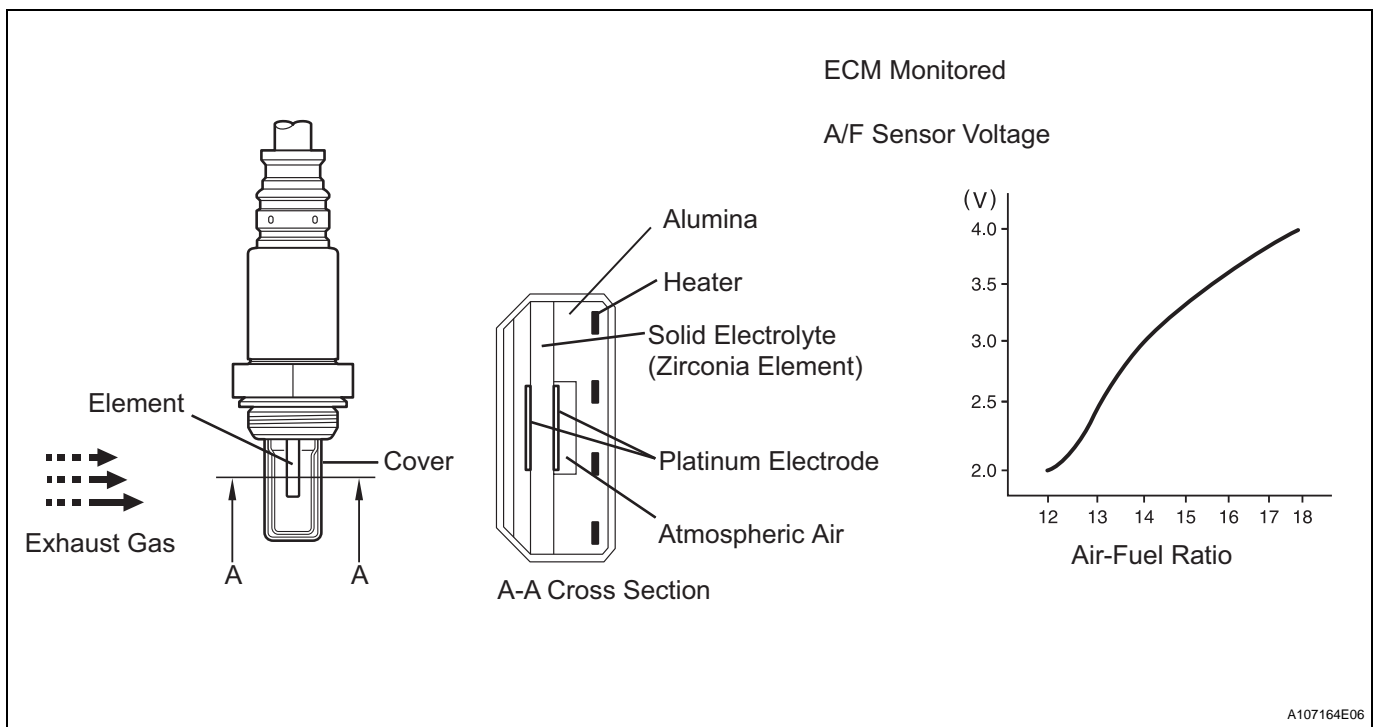 ECM Monitored
A/F Sensor Voltage
Element
Cover
Exhaust Gas
A
A
Alumina
Heater
Solid Electrolyte
(Zirconia Element)
Platinum Electrode
Atmospheric Air
A-A Cross Section
(V)
4.0
3.5
3.0
2.5
2.0
12 13 14 15 16 17 18
Air-Fuel Ratio
A107164E06